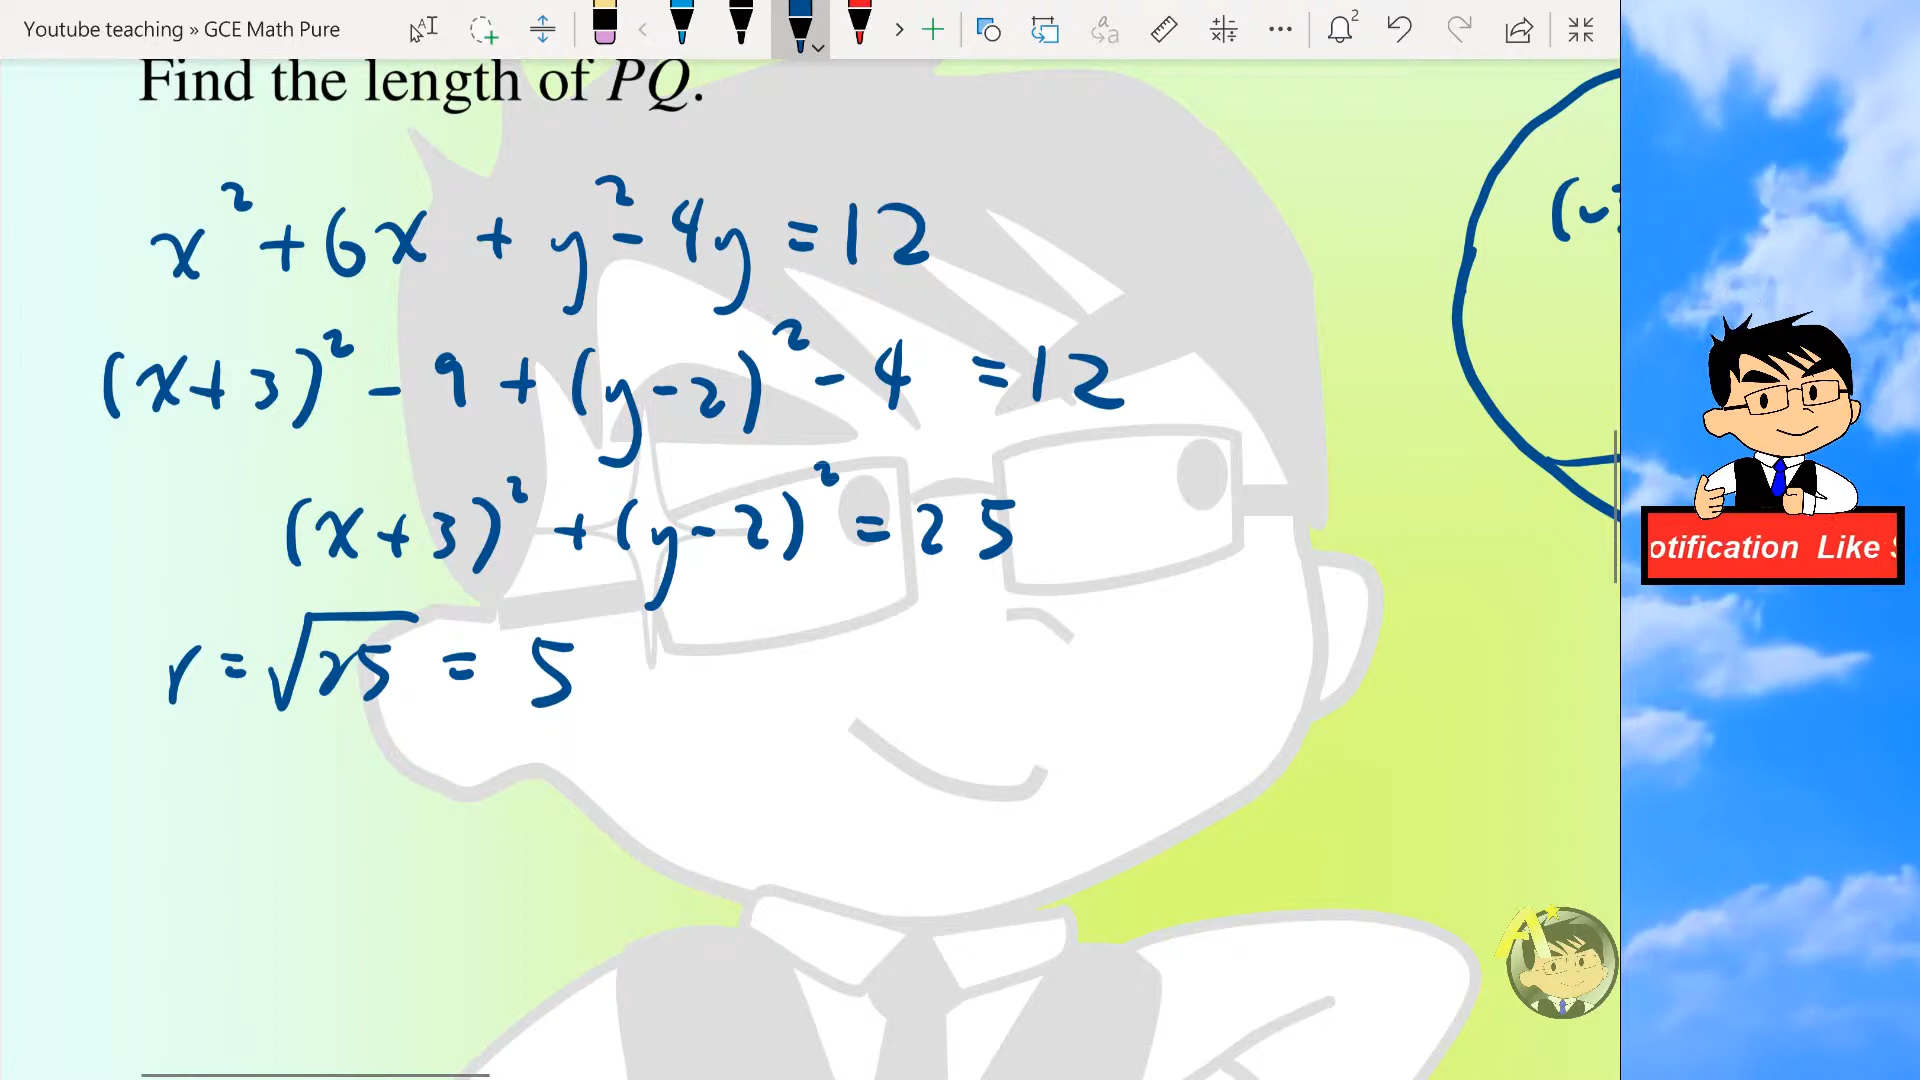 Youtube teaching » GCE Math Pure
Find the length of PQ.
x² + 6x + y² - 4y = 12
(x+3)² - 9 + (y-2)² - 4 = 12
(x+3)² + (y-2)² = 25
r = √25 = 5
otification Like